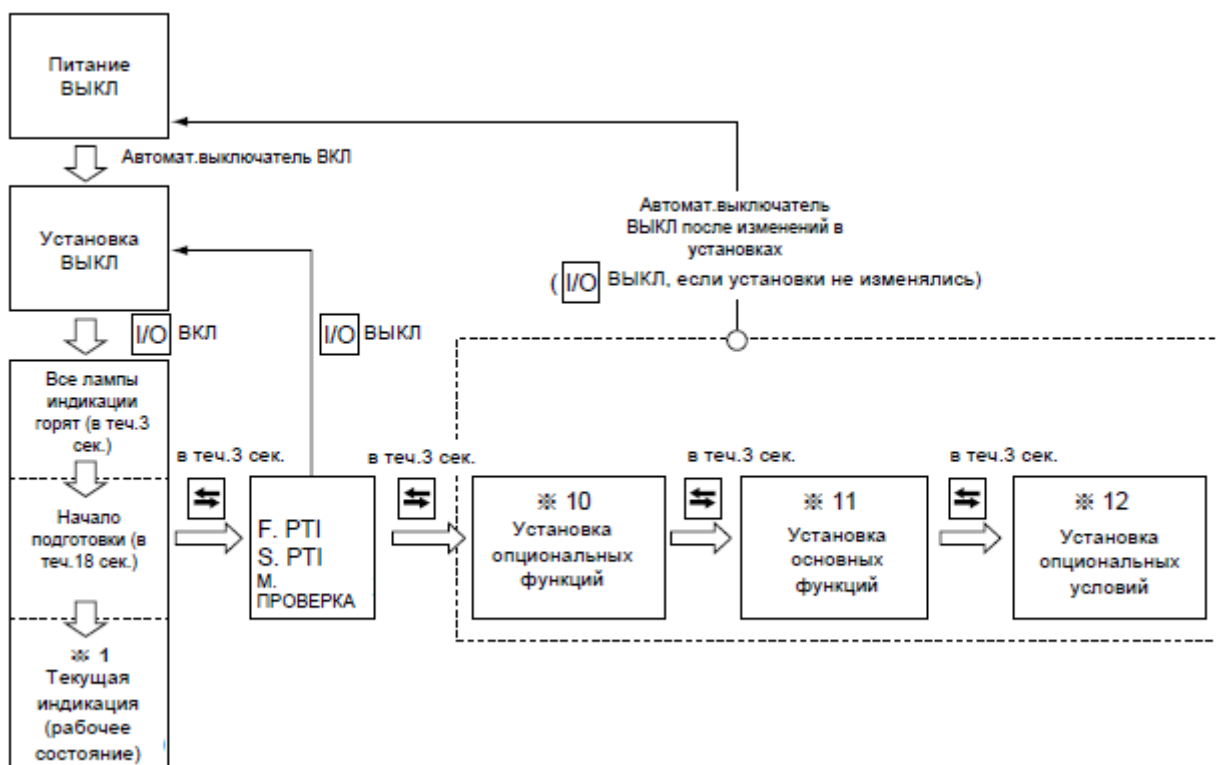 Питание
ВЫКЛ
Автомат.выключатель ВКЛ
Автомат.выключатель
ВЫКЛ после изменений в
установках
( I/O ВЫКЛ, если установки не изменялись)
Установка
ВЫКЛ
I/O ВКЛ
I/O ВЫКЛ
Все лампы
индикации
горят (в теч.3
сек.)
Начало
подготовки (в
теч.18 сек.)
※ 1
Текущая
индикация
(рабочее
состояние)
в теч.3 сек.
F. PTI
S. PTI
М.
ПРОВЕРКА
в теч.3 сек.
※ 10
Установка
опциональных
функций
в теч.3 сек.
※ 11
Установка
основных
функций
в теч.3 сек.
※ 12
Установка
опциональных
условий